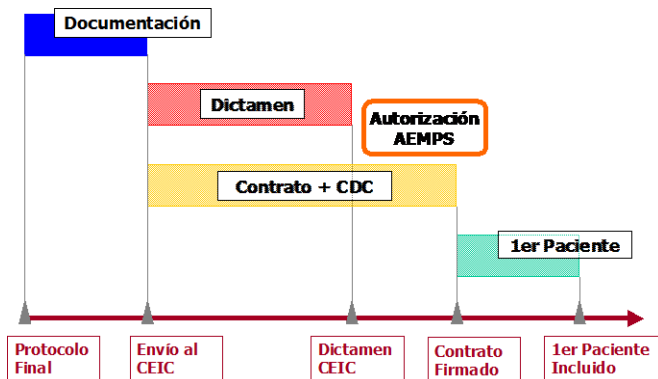 Documentación
Dictamen
Autorización
AEMPS
Contrato + CDC
1er Paciente
Protocolo
Final
Envío al
CEIC
Dictamen
CEIC
Contrato
Firmado
1er Paciente
Incluido